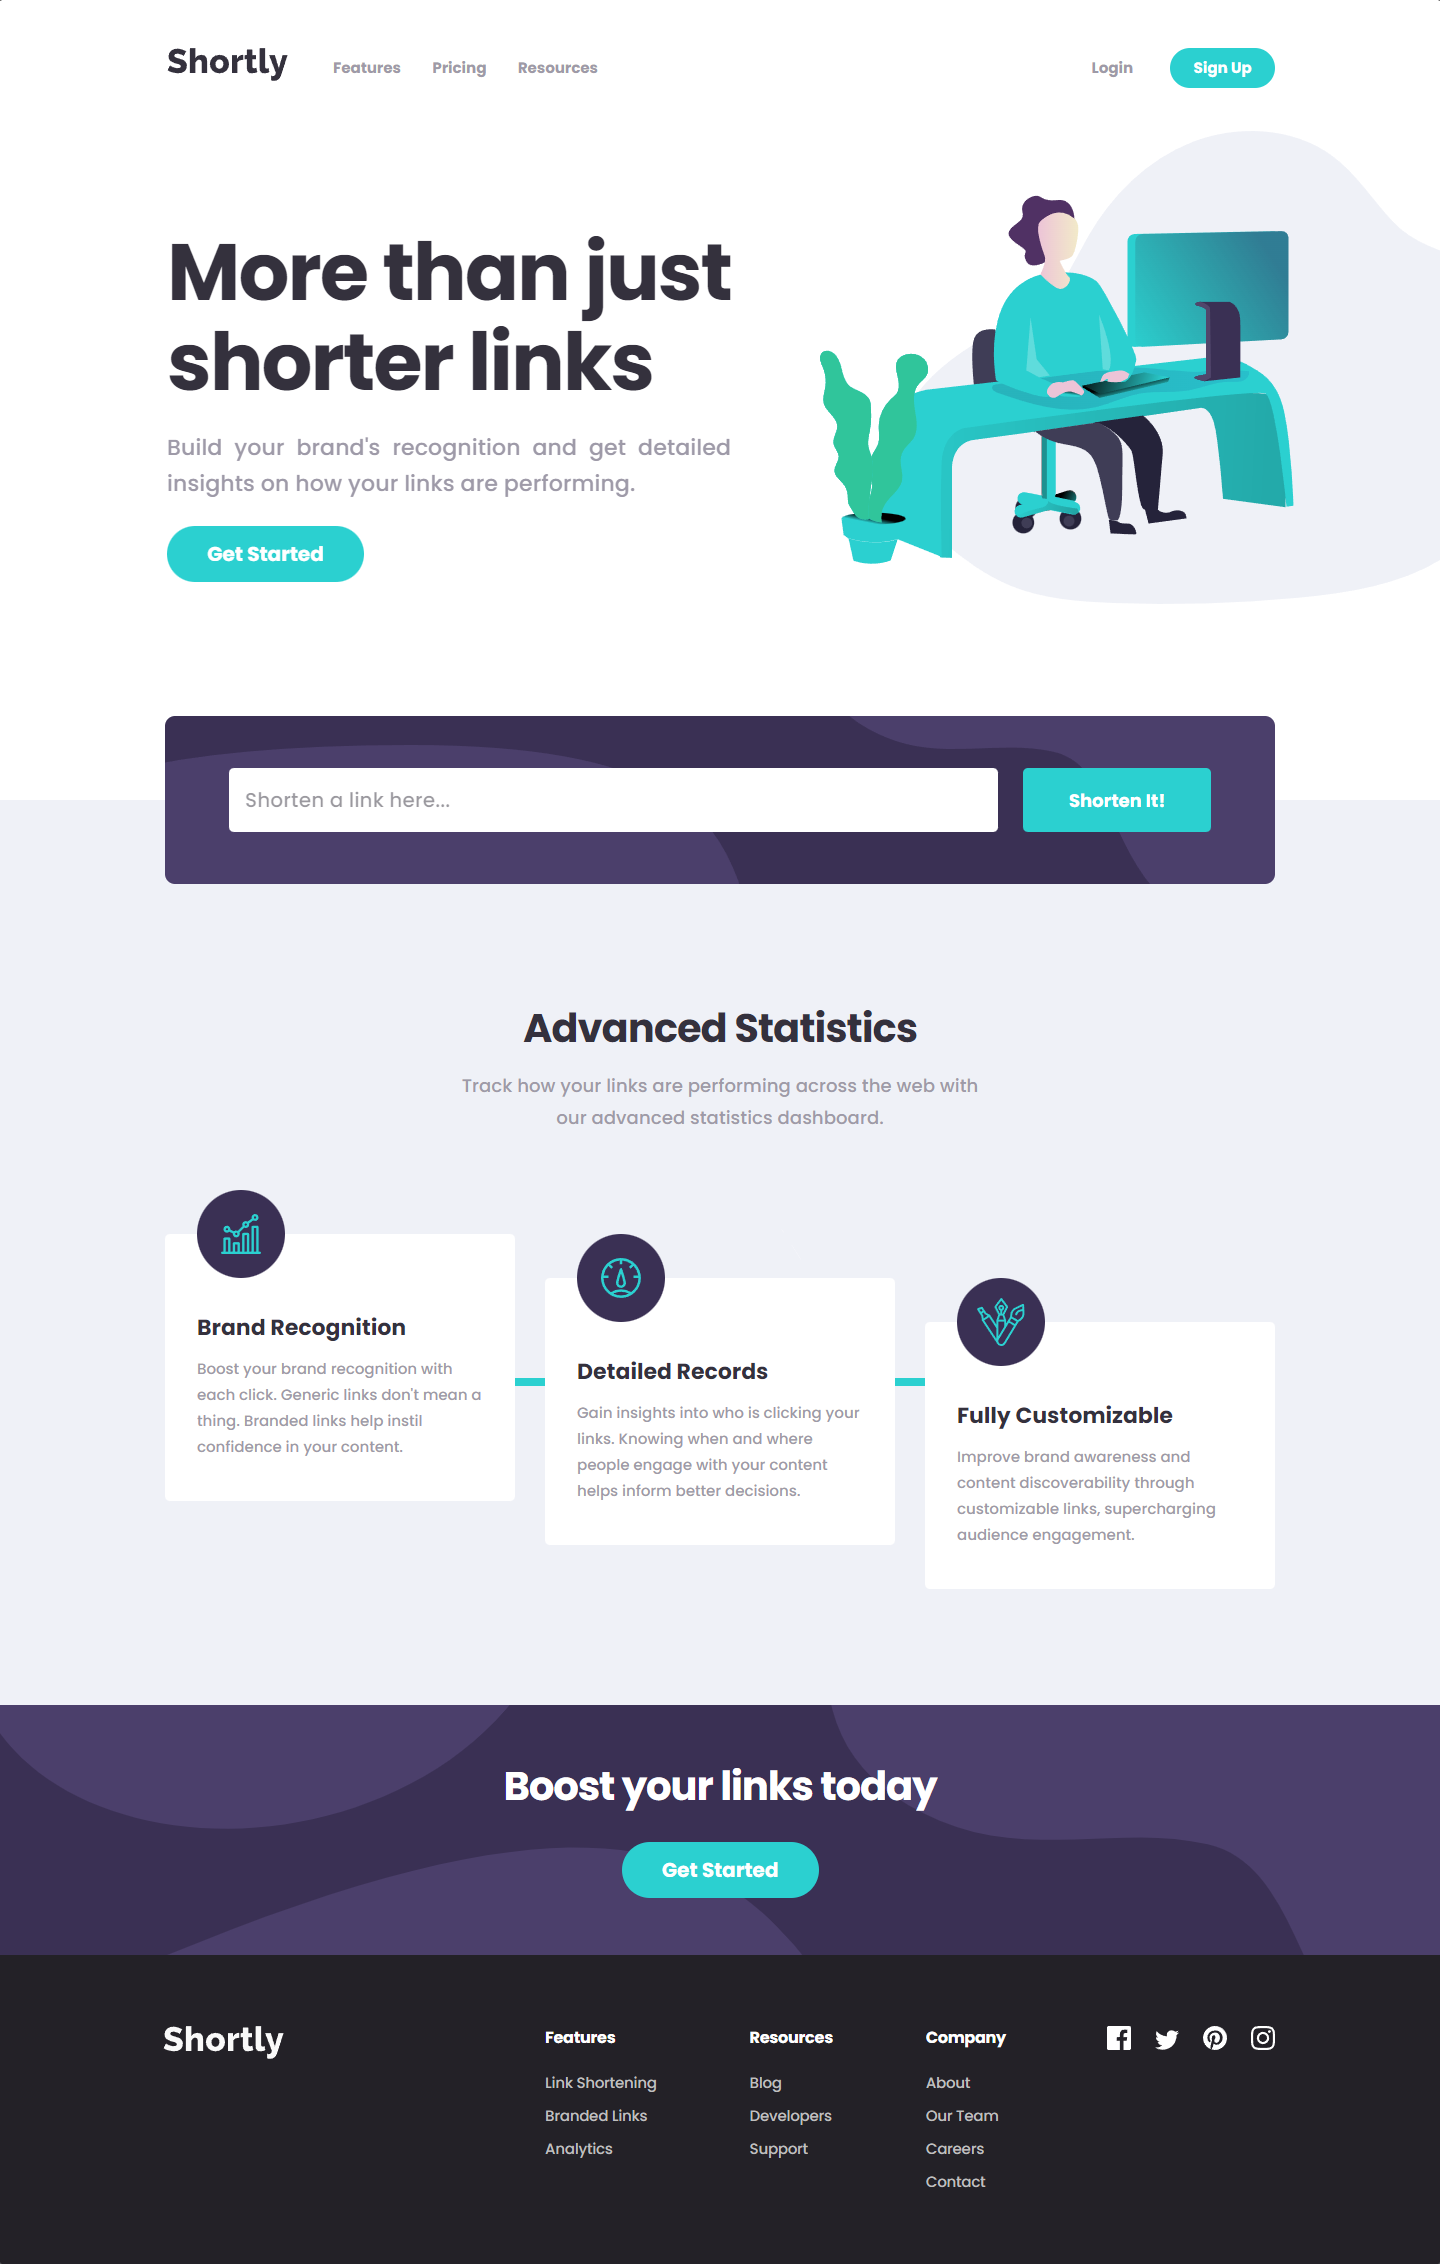 Shortly
Features
Pricing
Resources
Login
Sign Up
More than just
shorter links
Build your brand's recognition and get detailed
insights on how your links are performing.
Get Started
Shorten a link here...
Shorten It!
Advanced Statistics
Track how your links are performing across the web with
our advanced statistics dashboard.
Brand Recognition
Boost your brand recognition with
each click. Generic links don't mean a
thing. Branded links help instil
confidence in your content.
Detailed Records
Gain insights into who is clicking your
links. Knowing when and where
people engage with your content
helps inform better decisions.
Fully Customizable
Improve brand awareness and
content discoverability through
customizable links, supercharging
audience engagement.
Boost your links today
Get Started
Shortly
Features
Link Shortening
Branded Links
Analytics
Resources
Blog
Developers
Support
Company
About
Our Team
Careers
Contact